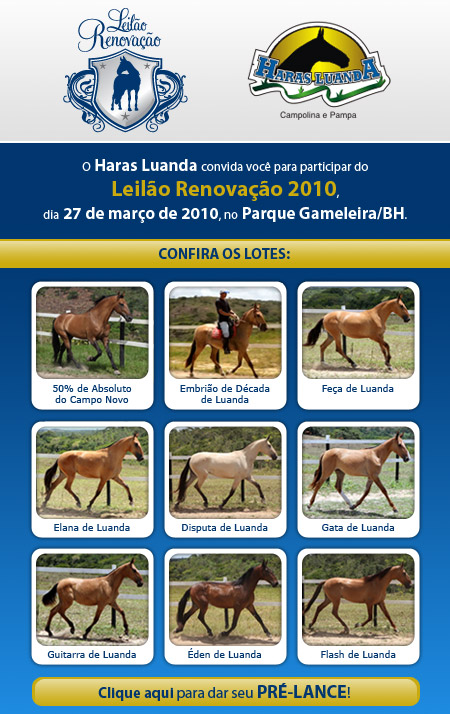 Leilão
Renovação
HARAS LUANDA
Campolina e Pampa
O Haras Luanda convida você para participar do
Leilão Renovação 2010,
dia 27 de março de 2010, no Parque Gameleira/BH.
CONFIRA OS LOTES:
50% de Absoluto
do Campo Novo
Embrião de Década
de Luanda
Feça de Luanda
Elana de Luanda
Disputa de Luanda
Gata de Luanda
Guitarra de Luanda
Éden de Luanda
Flash de Luanda
Clique aqui para dar seu PRÉ-LANCE!